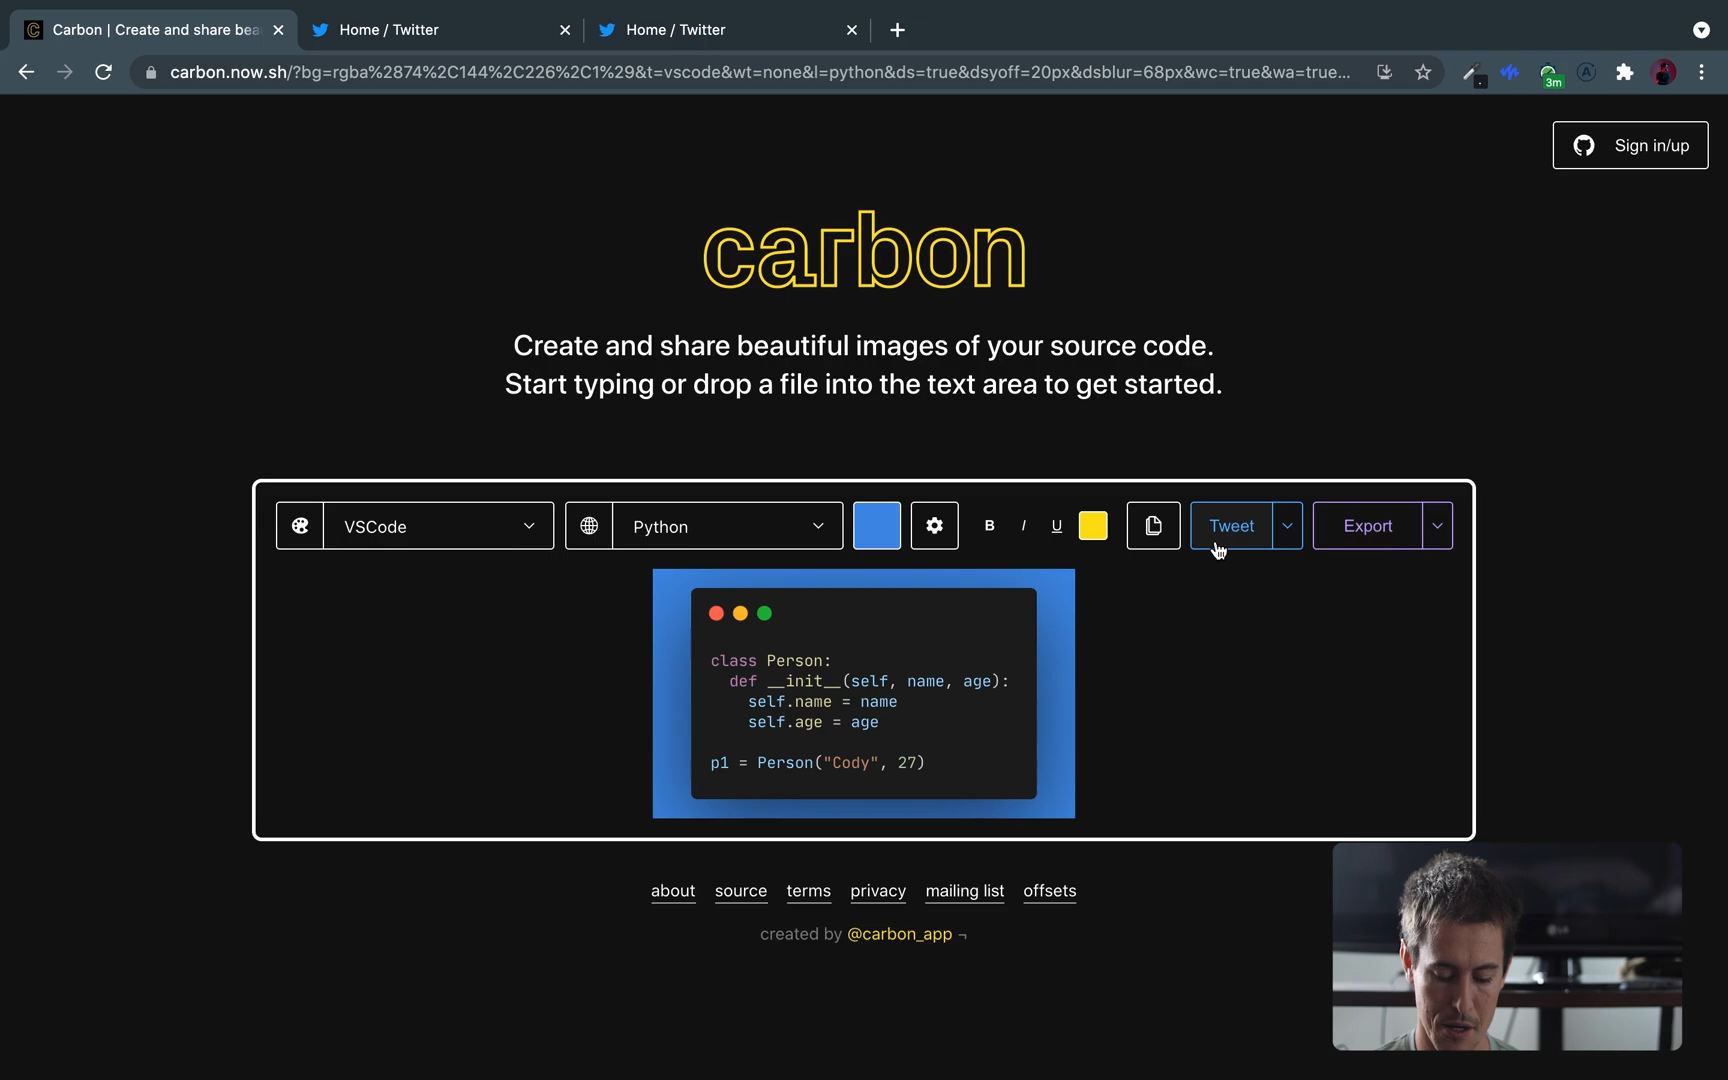 Carbon | Create and share bea
Home / Twitter
Home / Twitter
carbon.now.sh/?bg=rgba%2874%2C144%2C226%2C1%29&t=vscode&wt=none&l=python&ds=true&dsyoff=20px&dsblur=68px&wc=true&wa=true...
3m
Sign in/up
carbon
Create and share beautiful images of your source code.
Start typing or drop a file into the text area to get started.
VSCode
Python
B I U
Tweet
Export
class Person:
  def __init__(self, name, age):
    self.name = name
    self.age = age
p1 = Person("Cody", 27)
about source terms privacy mailing list offsets
created by @carbon_app ¬
LG